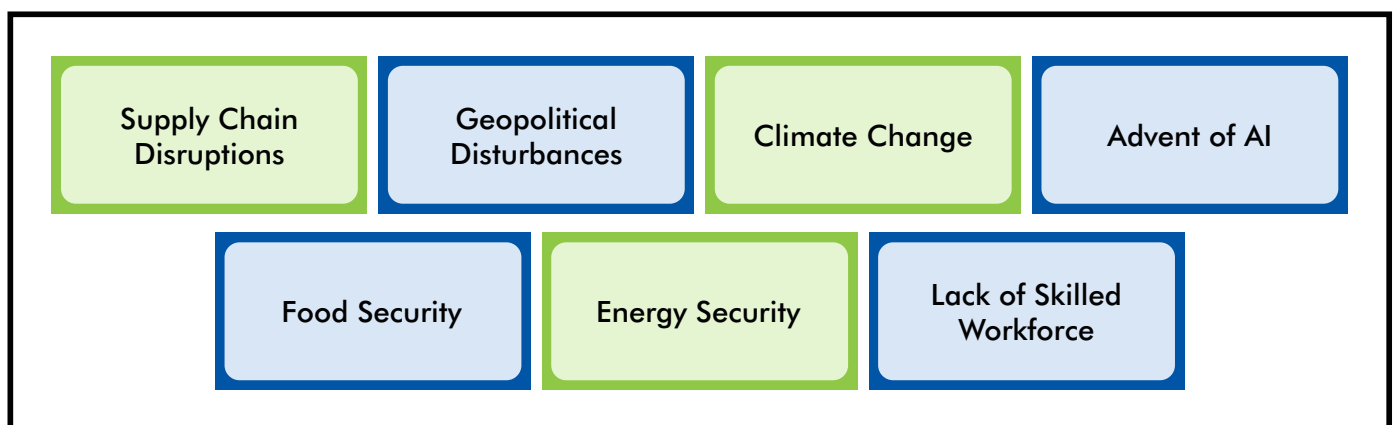 Supply Chain
Disruptions
Geopolitical
Disturbances
Climate Change
Advent of AI
Food Security
Energy Security
Lack of Skilled
Workforce